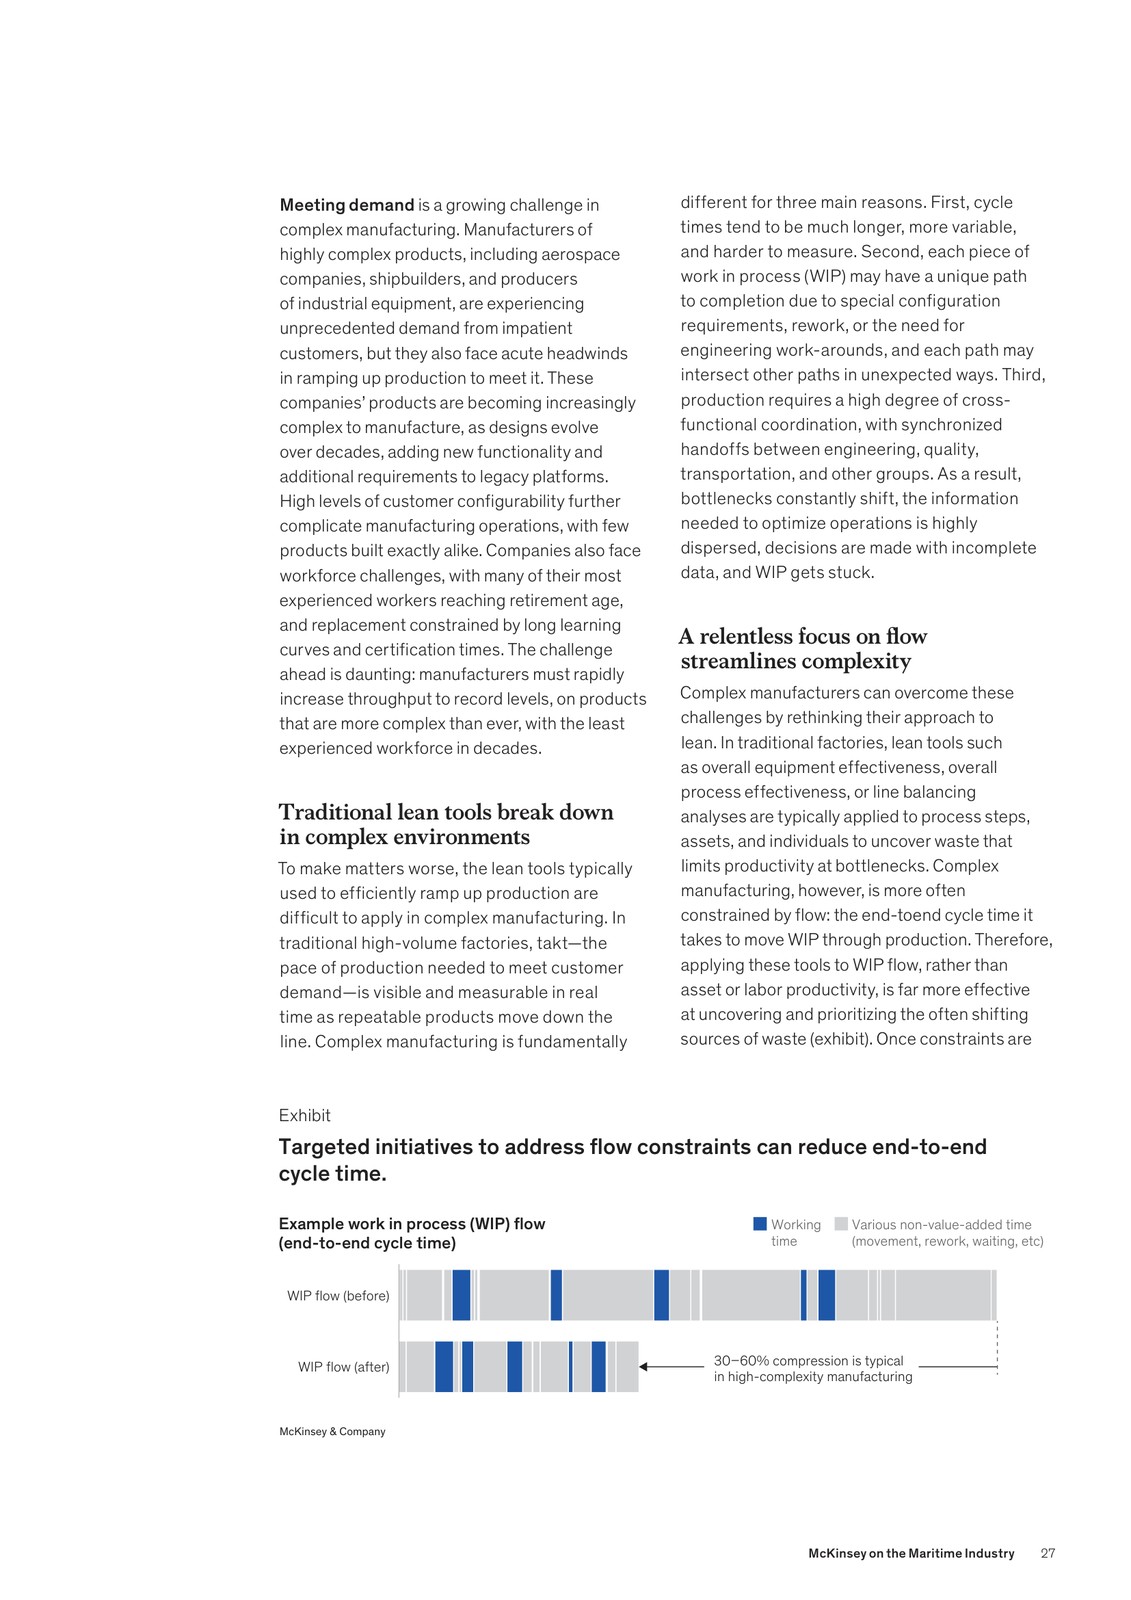 Meeting demand is a growing challenge in
complex manufacturing. Manufacturers of
highly complex products, including aerospace
companies, shipbuilders, and producers
of industrial equipment, are experiencing
unprecedented demand from impatient
customers, but they also face acute headwinds
in ramping up production to meet it. These
companies’ products are becoming increasingly
complex to manufacture, as designs evolve
over decades, adding new functionality and
additional requirements to legacy platforms.
High levels of customer configurability further
complicate manufacturing operations, with few
products built exactly alike. Companies also face
workforce challenges, with many of their most
experienced workers reaching retirement age,
and replacement constrained by long learning
curves and certification times. The challenge
ahead is daunting: manufacturers must rapidly
increase throughput to record levels, on products
that are more complex than ever, with the least
experienced workforce in decades.
Traditional lean tools break down
in complex environments
To make matters worse, the lean tools typically
used to efficiently ramp up production are
difficult to apply in complex manufacturing. In
traditional high-volume factories, takt—the
pace of production needed to meet customer
demand—is visible and measurable in real
time as repeatable products move down the
line. Complex manufacturing is fundamentally
different for three main reasons. First, cycle
times tend to be much longer, more variable,
and harder to measure. Second, each piece of
work in process (WIP) may have a unique path
to completion due to special configuration
requirements, rework, or the need for
engineering work-arounds, and each path may
intersect other paths in unexpected ways. Third,
production requires a high degree of cross-
functional coordination, with synchronized
handoffs between engineering, quality,
transportation, and other groups. As a result,
bottlenecks constantly shift, the information
needed to optimize operations is highly
dispersed, decisions are made with incomplete
data, and WIP gets stuck.
A relentless focus on flow
streamlines complexity
Complex manufacturers can overcome these
challenges by rethinking their approach to
lean. In traditional factories, lean tools such
as overall equipment effectiveness, overall
process effectiveness, or line balancing
analyses are typically applied to process steps,
assets, and individuals to uncover waste that
limits productivity at bottlenecks. Complex
manufacturing, however, is more often
constrained by flow: the end-toend cycle time it
takes to move WIP through production. Therefore,
applying these tools to WIP flow, rather than
asset or labor productivity, is far more effective
at uncovering and prioritizing the often shifting
sources of waste (exhibit). Once constraints are
Exhibit
Targeted initiatives to address flow constraints can reduce end-to-end
cycle time.
Example work in process (WIP) flow
(end-to-end cycle time)
Working
time
Various non-value-added time
(movement, rework, waiting, etc)
WIP flow (before)
WIP flow (after)
30–60% compression is typical
in high-complexity manufacturing
McKinsey & Company
McKinsey on the Maritime Industry 27